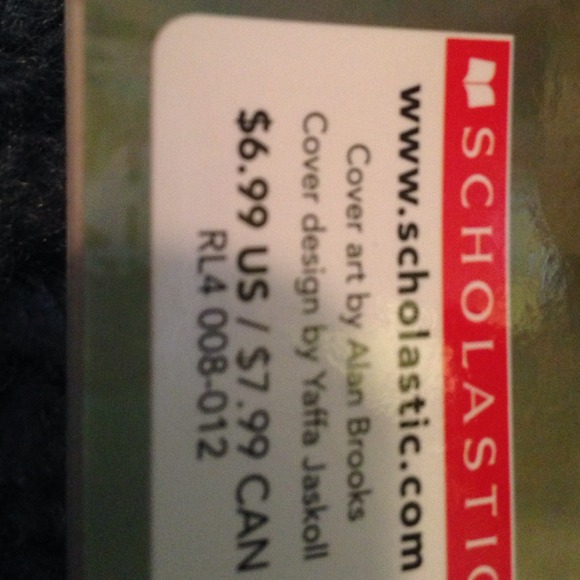 SCHOLASTIC
www.scholastic.com
Cover art by Alan Brooks
Cover design by Yaffa Jaskoll
$6.99 US / $7.99 CAN
RL4 008-012